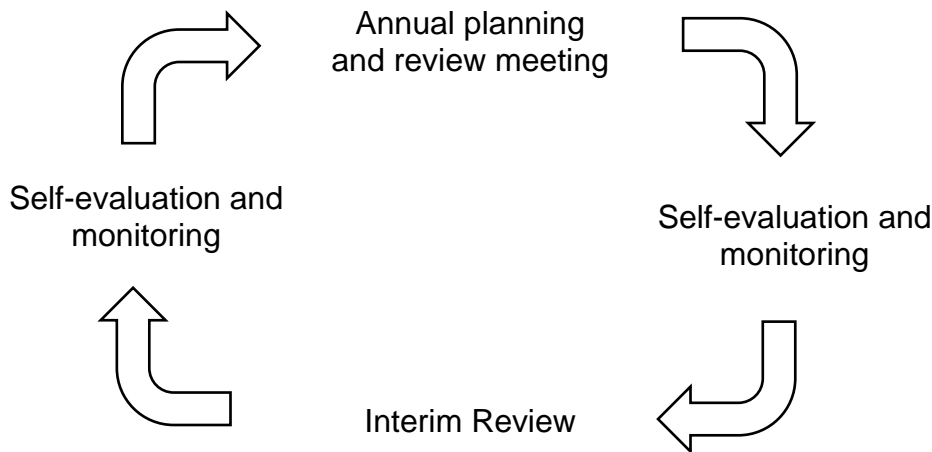 Annual planning
and review meeting
Self-evaluation and
monitoring
Self-evaluation and
monitoring
Interim Review